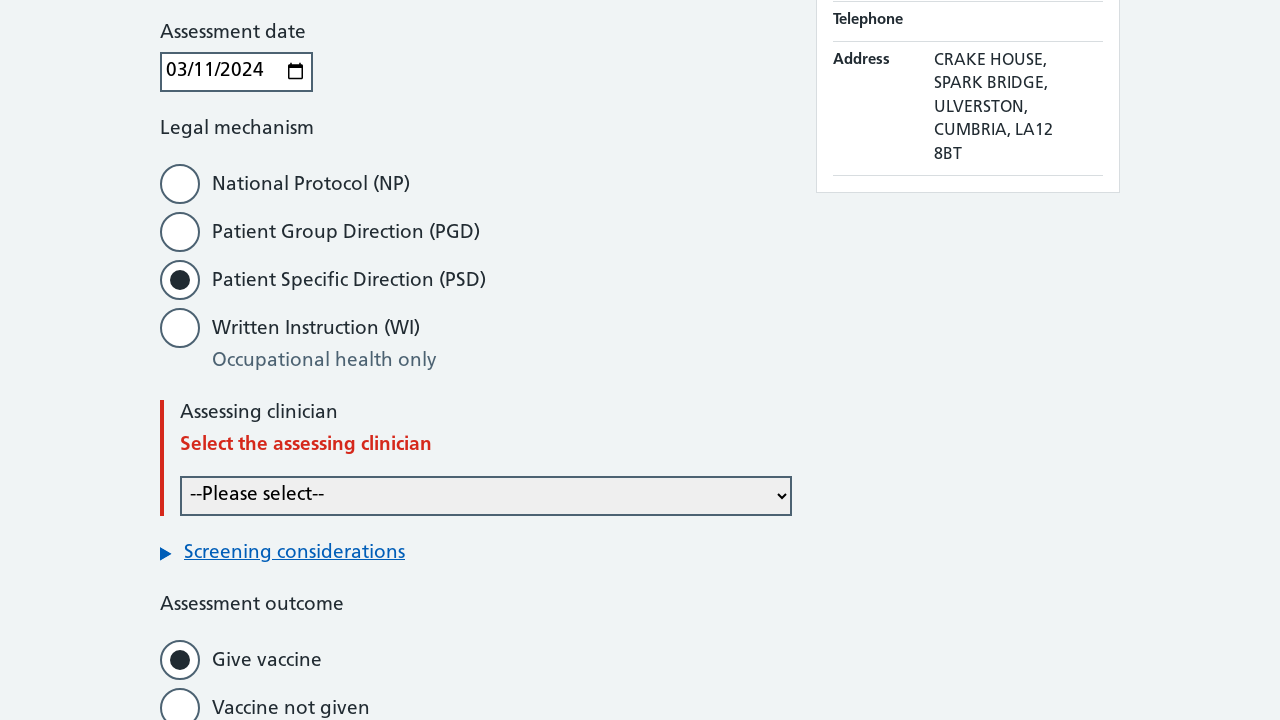 Assessment date
03/11/2024
Legal mechanism
National Protocol (NP)
Patient Group Direction (PGD)
Patient Specific Direction (PSD)
Written Instruction (WI)
Occupational health only
Assessing clinician
Select the assessing clinician
--Please select--
Screening considerations
Assessment outcome
Give vaccine
Vaccine not given
Telephone
Address
CRAKE HOUSE,
SPARK BRIDGE,
ULVERSTON,
CUMBRIA, LA12
8BT